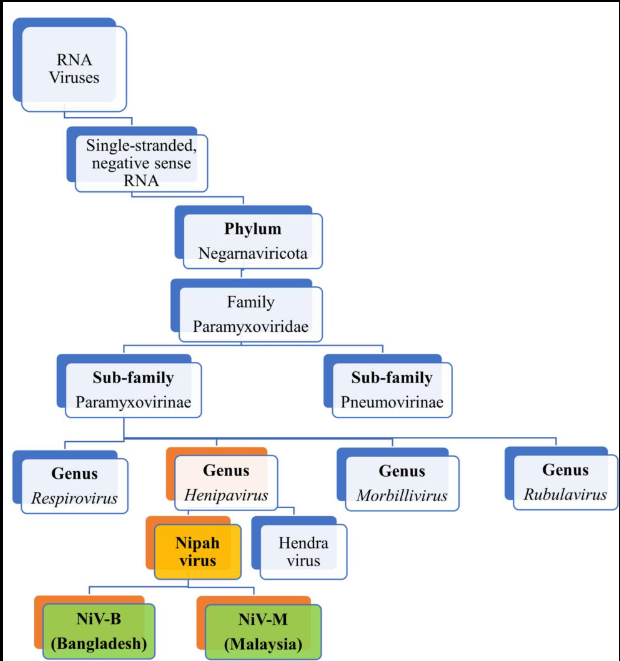 RNA
Viruses
Single-stranded,
negative sense
RNA
Phylum
Negarnaviricota
Family
Paramyxoviridae
Sub-family
Paramyxovirinae
Sub-family
Pneumovirinae
Genus
Respirovirus
Genus
Henipavirus
Genus
Morbillivirus
Genus
Rubulavirus
Nipah
virus
Hendra
virus
NiV-B
(Bangladesh)
NiV-M
(Malaysia)